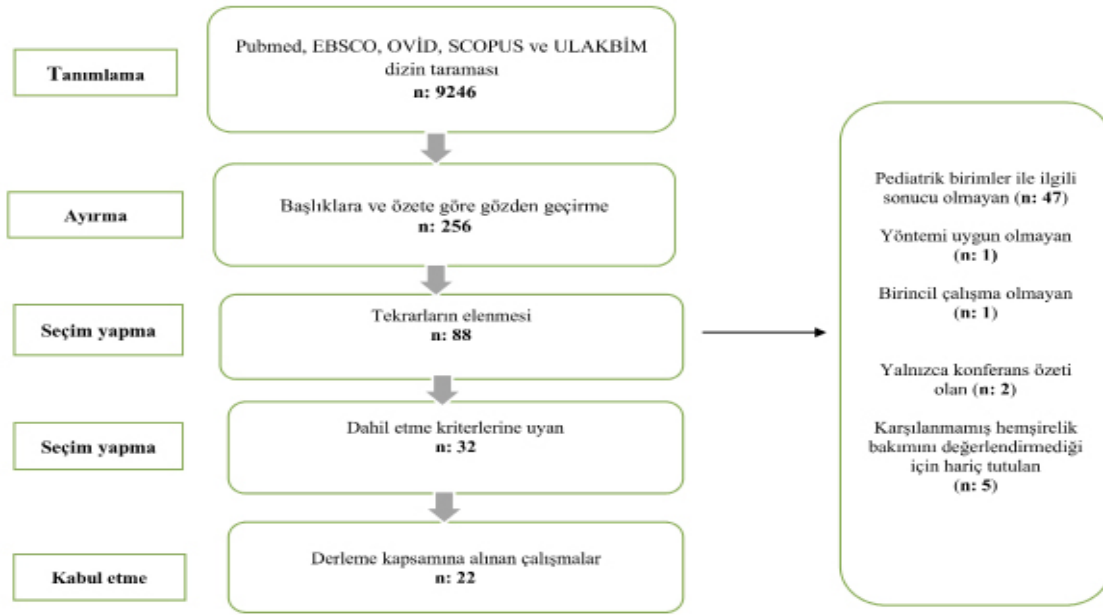 Tanımlama
Pubmed, EBSCO, OVİD, SCOPUS ve ULAKBİM
dizin taraması
n: 9246
Ayırma
Başlıklara ve özete göre gözden geçirme
n: 256
Seçim yapma
Tekrarların elenmesi
n: 88
Seçim yapma
Dahil etme kriterlerine uyan
n: 32
Kabul etme
Derleme kapsamına alınan çalışmalar
n: 22
Pediatrik birimler ile ilgili
sonucu olmayan (n: 47)
Yöntemi uygun olmayan
(n: 1)
Birincil çalışma olmayan
(n: 1)
Yalnızca konferans özeti
olan (n: 2)
Karşılanmamış hemşirelik
bakımını değerlendirmediği
için hariç tutulan
(n: 5)